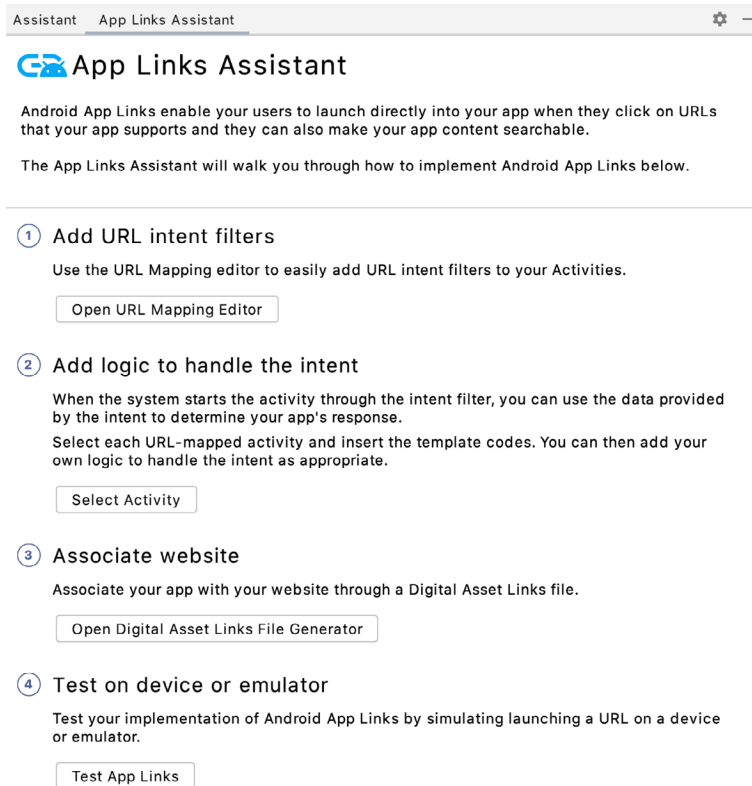 Assistant App Links Assistant
App Links Assistant
Android App Links enable your users to launch directly into your app when they click on URLs
that your app supports and they can also make your app content searchable.
The App Links Assistant will walk you through how to implement Android App Links below.
1 Add URL intent filters
Use the URL Mapping editor to easily add URL intent filters to your Activities.
Open URL Mapping Editor
2 Add logic to handle the intent
When the system starts the activity through the intent filter, you can use the data provided
by the intent to determine your app's response.
Select each URL-mapped activity and insert the template codes. You can then add your
own logic to handle the intent as appropriate.
Select Activity
3 Associate website
Associate your app with your website through a Digital Asset Links file.
Open Digital Asset Links File Generator
4 Test on device or emulator
Test your implementation of Android App Links by simulating launching a URL on a device
or emulator.
Test App Links